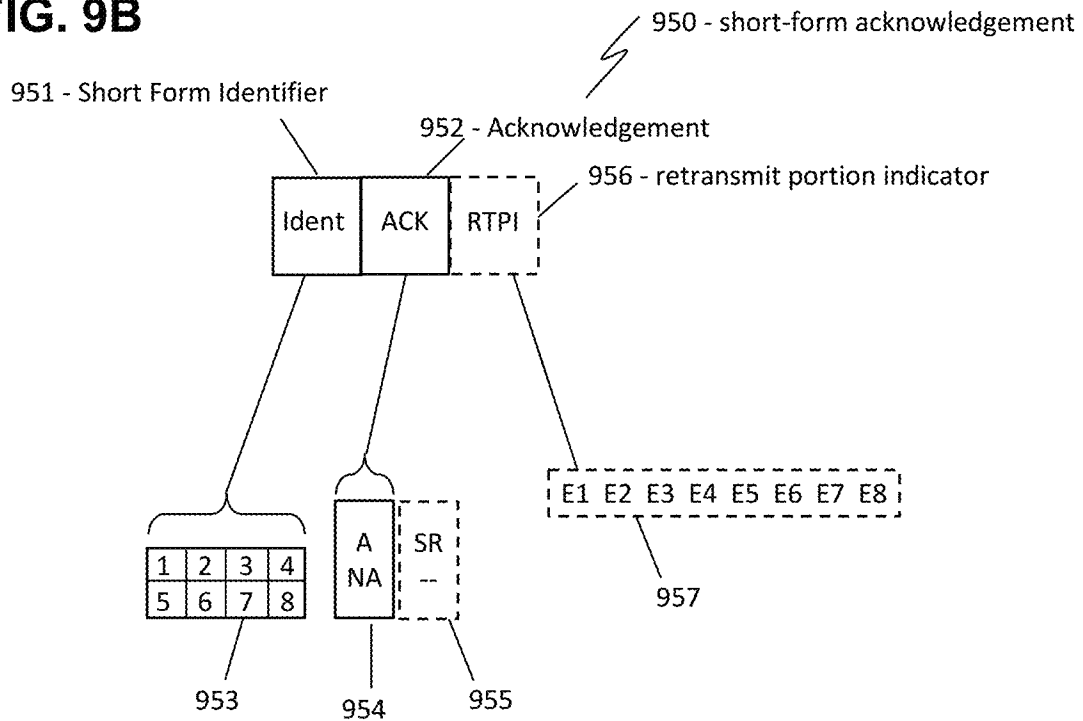 FIG. 9B
950 - short-form acknowledgement
951 - Short Form Identifier
952 - Acknowledgement
956 - retransmit portion indicator
Ident ACK RTPI
E1 E2 E3 E4 E5 E6 E7 E8
A SR
NA --
1 2 3 4
5 6 7 8
957
953 954 955